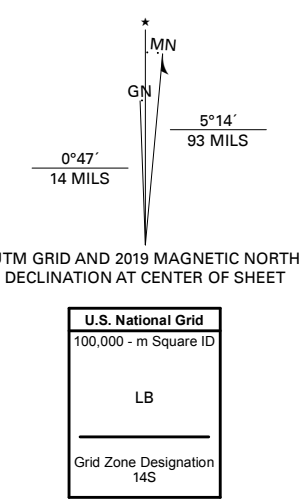 ★
MN
GN
5°14´
93 MILS
0°47´
14 MILS
UTM GRID AND 2019 MAGNETIC NORTH
DECLINATION AT CENTER OF SHEET
U.S. National Grid
100,000 - m Square ID
LB
Grid Zone Designation
14S